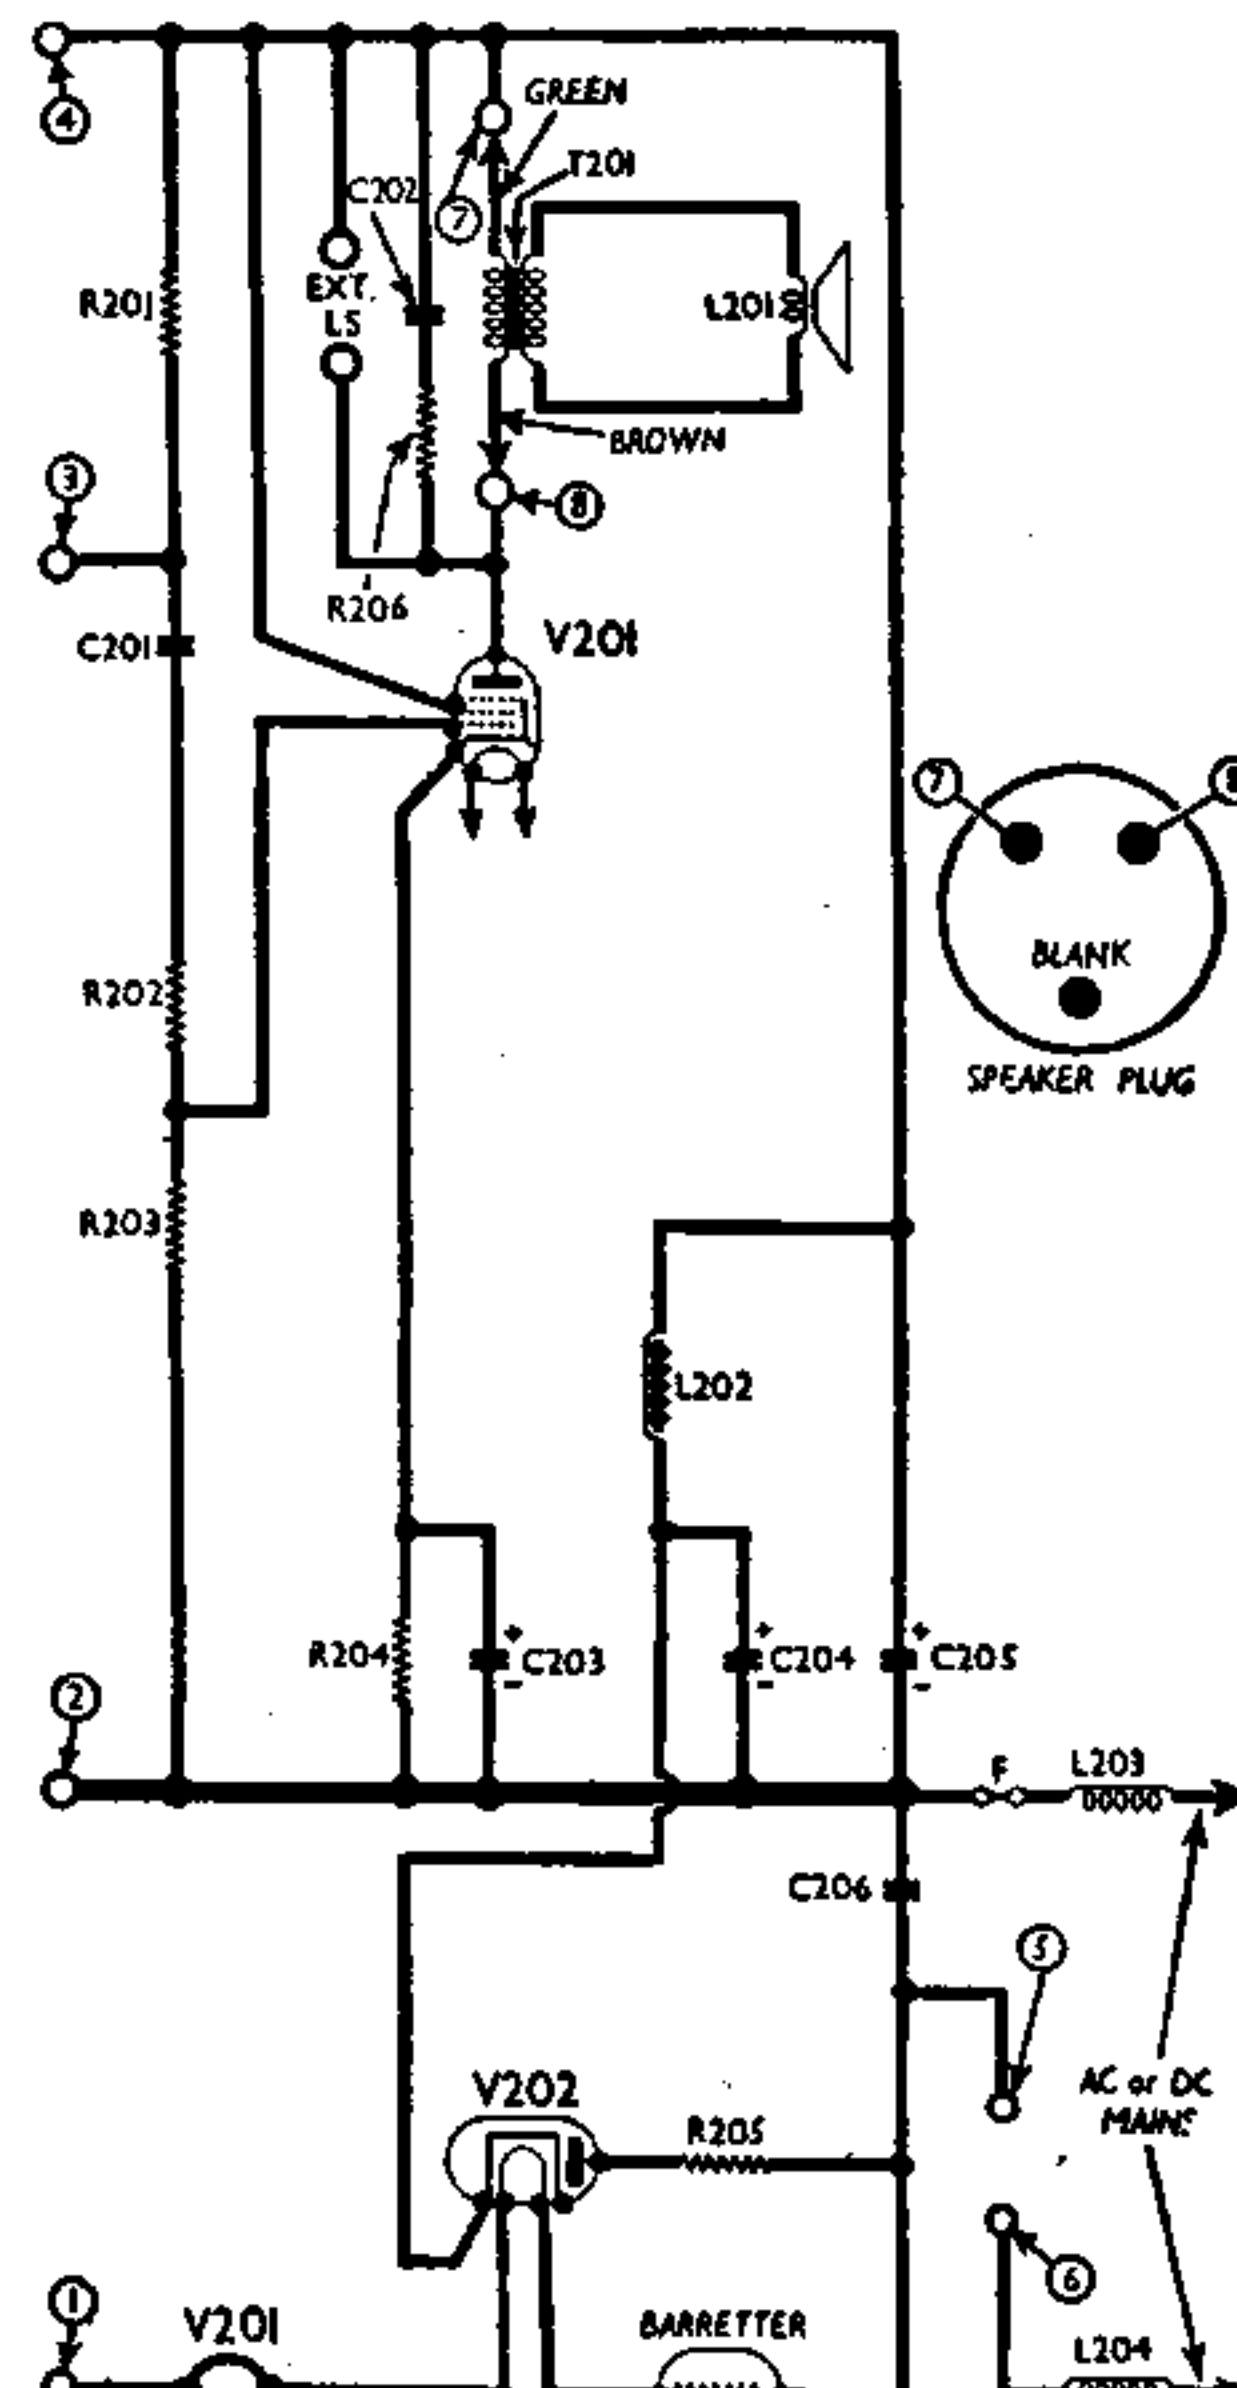 GREEN
4
T201
C202
7
R201
EXT.
LS
L201
BROWN
3
8
R206
C201
V201
7
8
R202
BLANK
SPEAKER PLUG
R203
L202
R204
+
C203
-
+
C204
-
+
C205
-
2
F
L203
C206
5
AC or DC
MAINS
V202
R205
6
1
V201
BARRETTER
L204